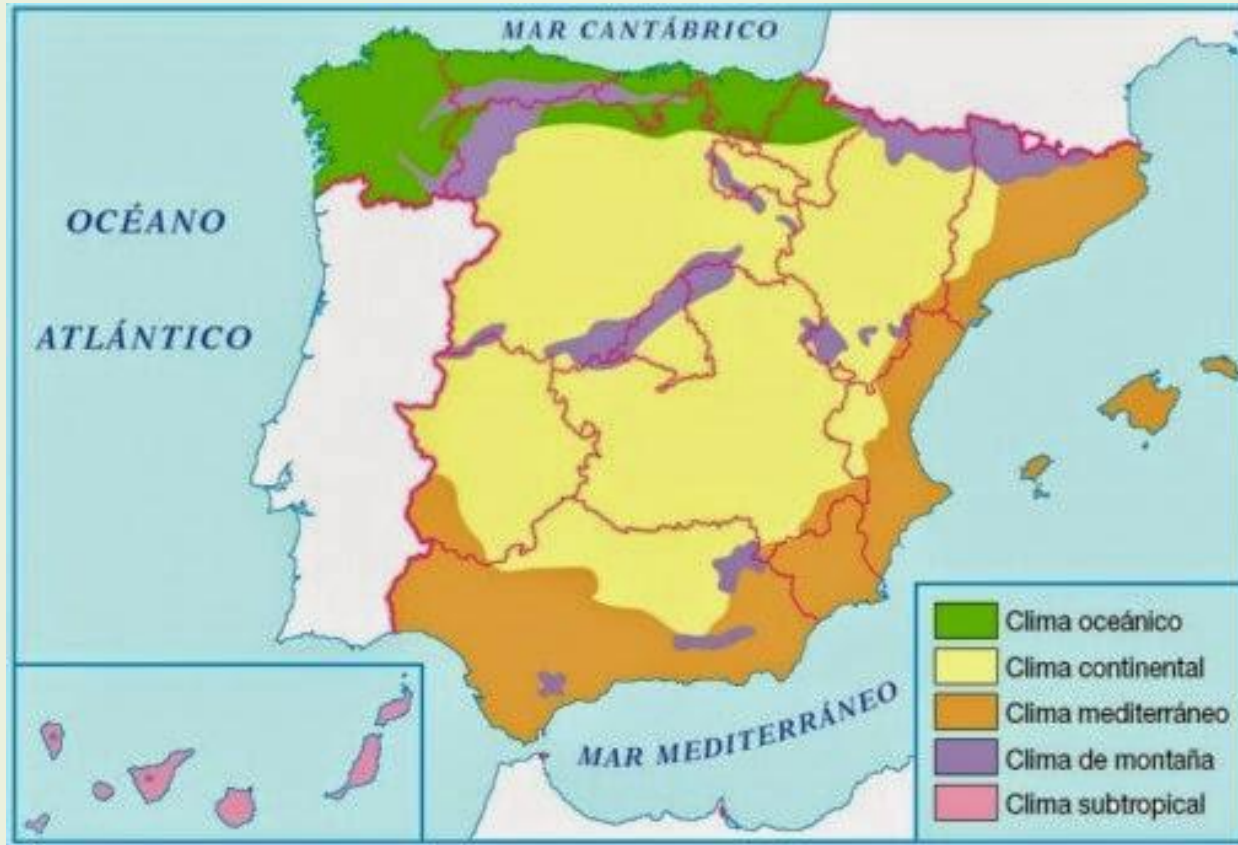 MAR CANTÁBRICO
OCÉANO
ATLÁNTICO
MAR MEDITERRÁNEO
Clima oceánico
Clima continental
Clima mediterráneo
Clima de montaña
Clima subtropical